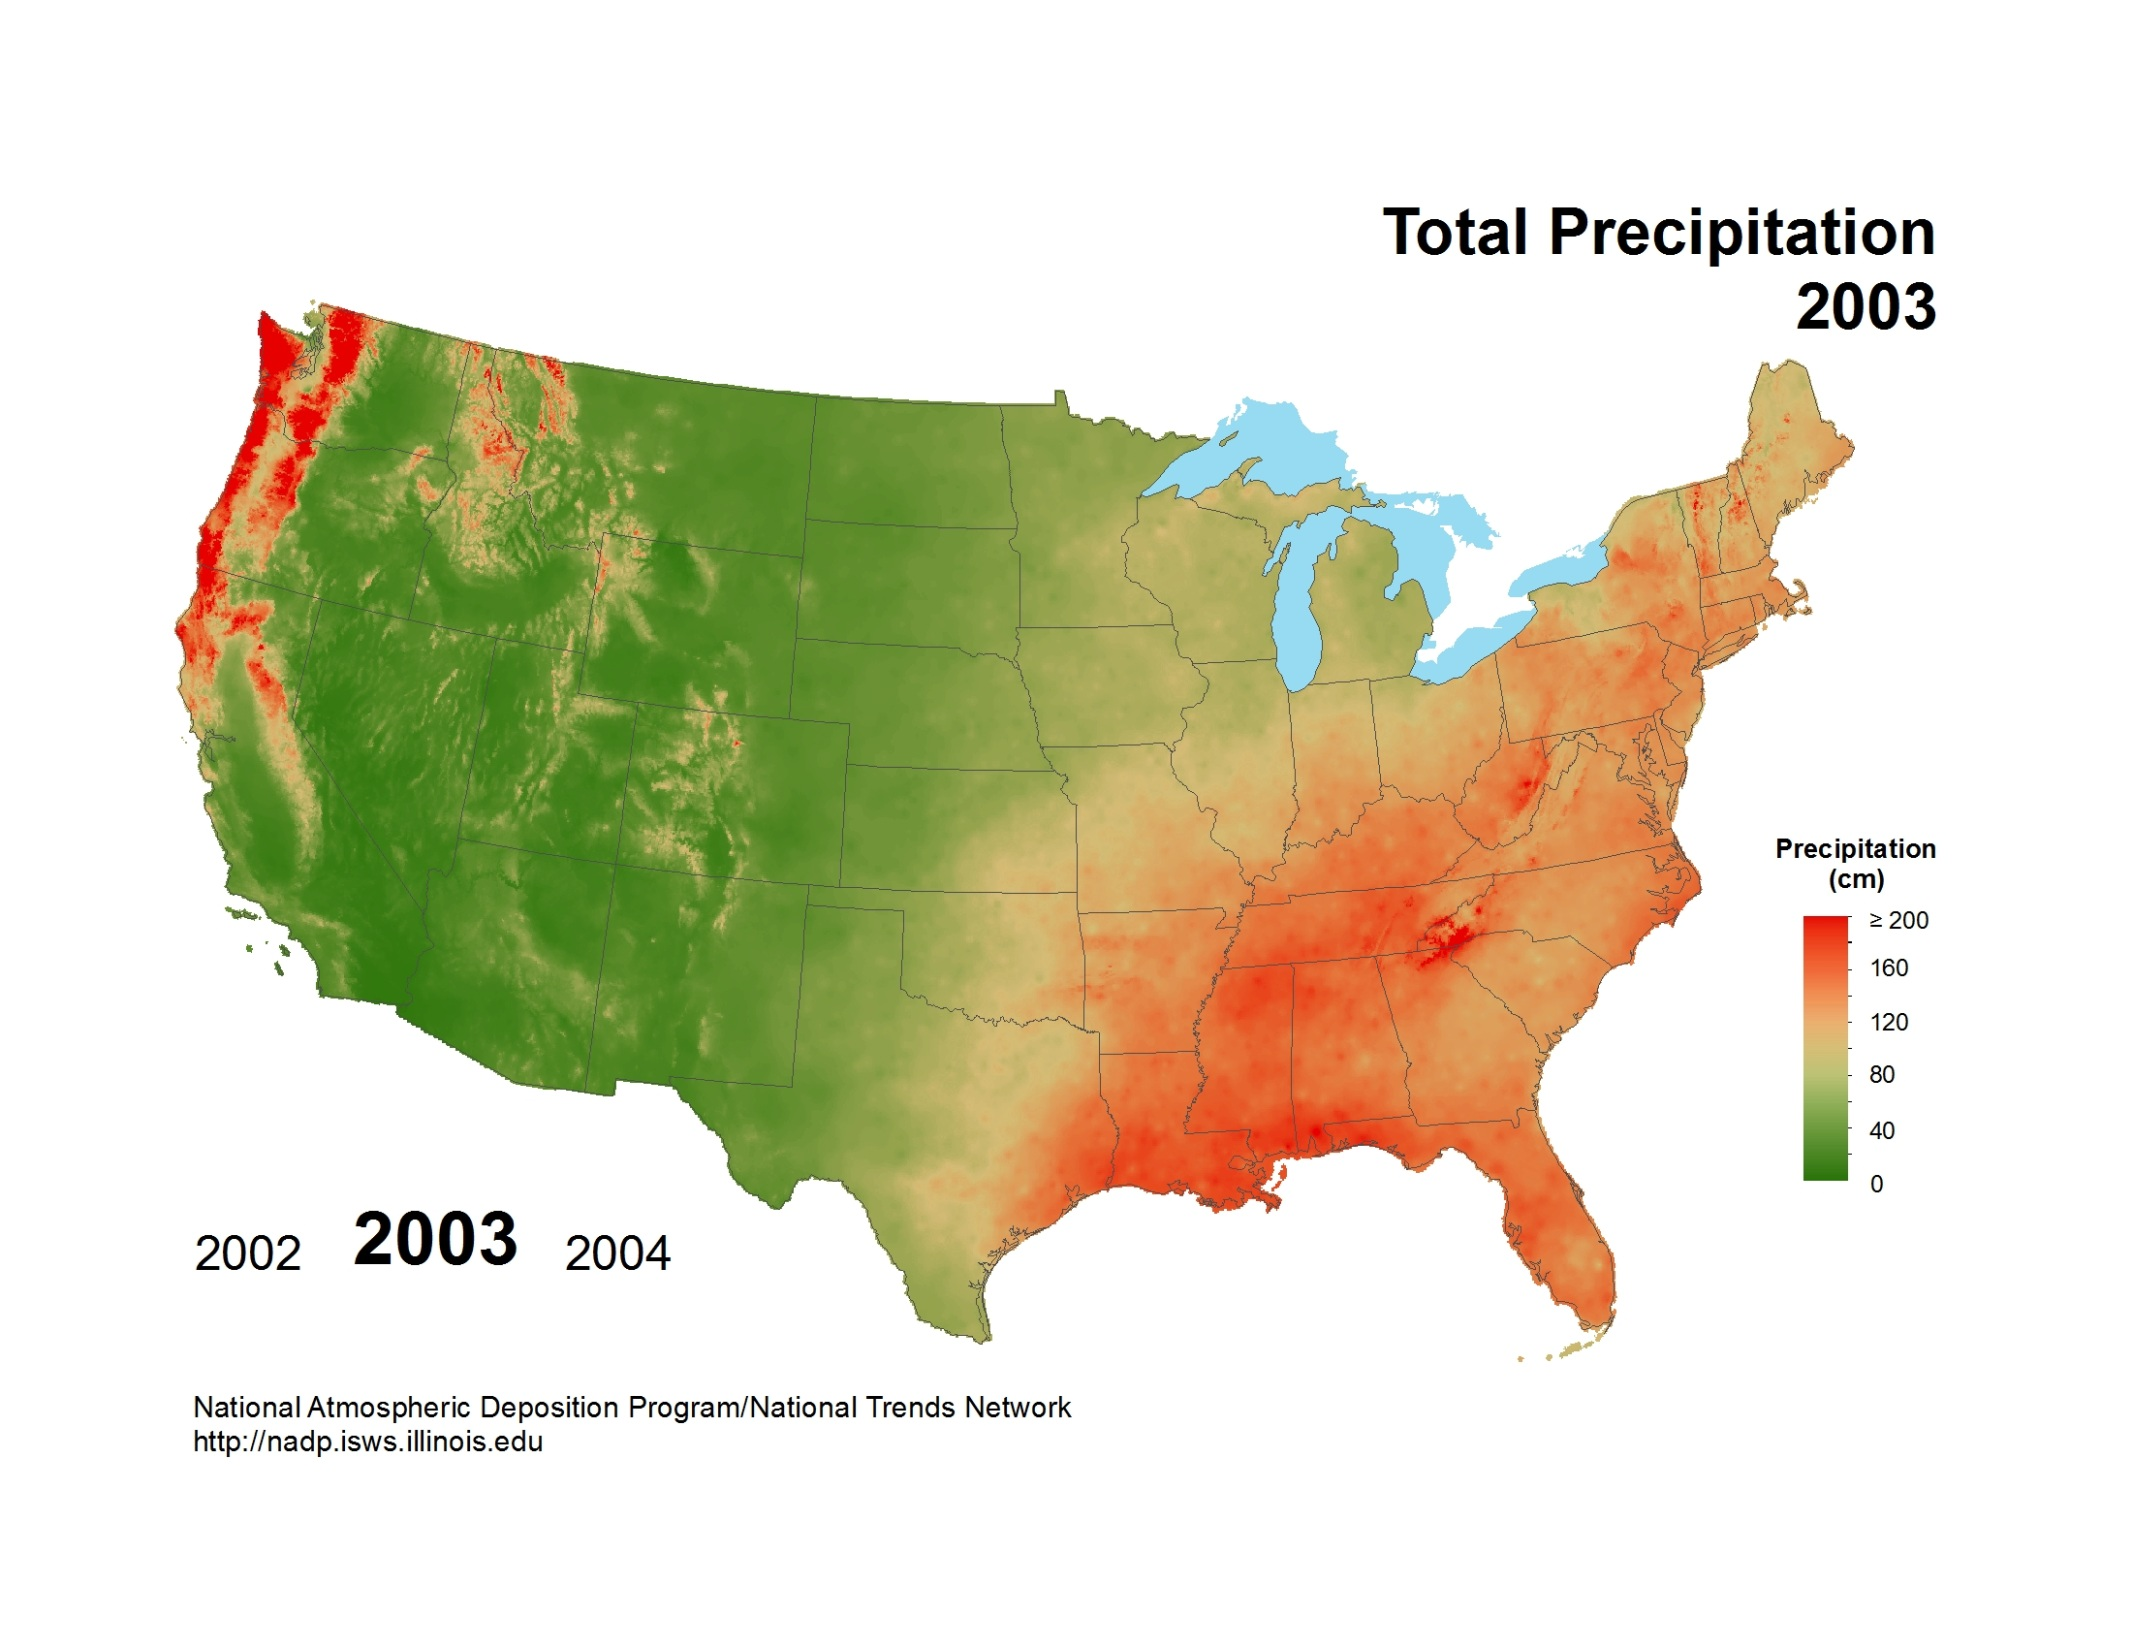 Total Precipitation
2003
Precipitation
(cm)
≥ 200
160
120
80
40
0
2002 2003 2004
National Atmospheric Deposition Program/National Trends Network
http://nadp.isws.illinois.edu